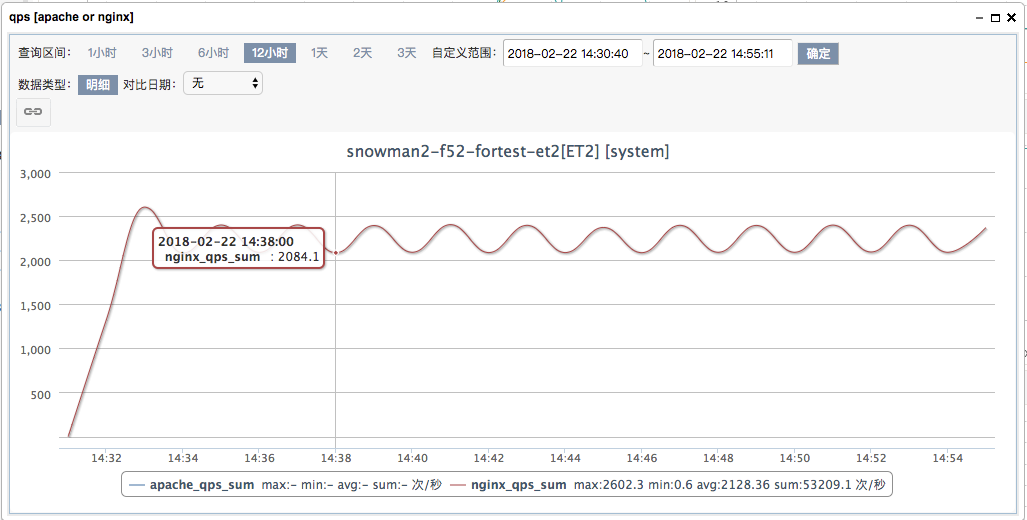 qps [apache or nginx]
查询区间： 1小时 3小时 6小时 12小时 1天 2天 3天 自定义范围： 2018-02-22 14:30:40 ~ 2018-02-22 14:55:11 确定
数据类型： 明细 对比日期： 无
snowman2-f52-fortest-et2[ET2] [system]
3,000
2,500
2,000
1,500
1,000
500
2018-02-22 14:38:00
nginx_qps_sum : 2084.1
14:32 14:34 14:36 14:38 14:40 14:42 14:44 14:46 14:48 14:50 14:52 14:54
apache_qps_sum max:- min:- avg:- sum:- 次/秒 nginx_qps_sum max:2602.3 min:0.6 avg:2128.36 sum:53209.1 次/秒